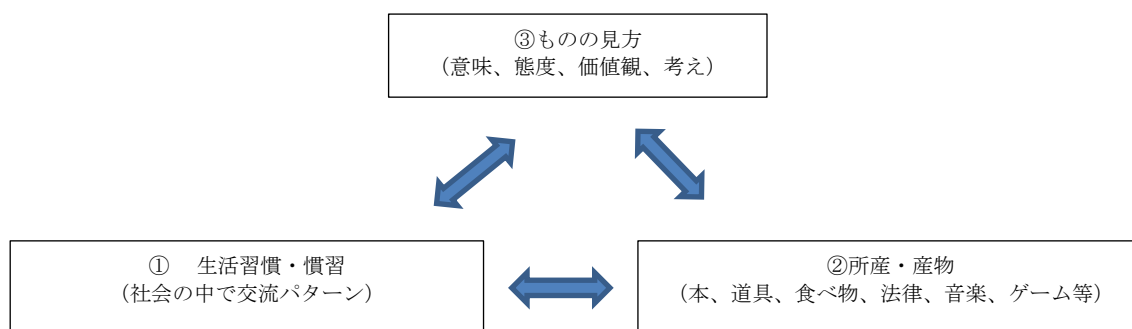 ③ものの見方
(意味、態度、価値観、考え)
① 生活習慣・慣習
(社会の中で交流パターン)
②所産・産物
(本、道具、食べ物、法律、音楽、ゲーム等)